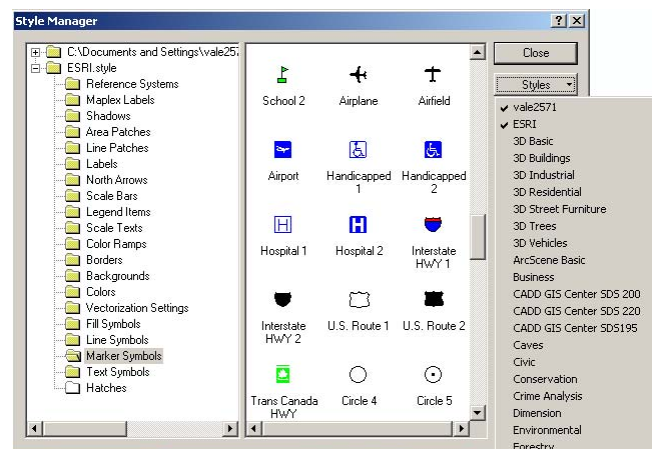 Style Manager
C:\Documents and Settings\vale257
ESRI.style
Reference Systems
Maplex Labels
Shadows
Area Patches
Line Patches
Labels
North Arrows
Scale Bars
Legend Items
Scale Texts
Color Ramps
Borders
Backgrounds
Colors
Vectorization Settings
Fill Symbols
Line Symbols
Marker Symbols
Text Symbols
Hatches
School 2
Airplane
Airfield
Airport
Handicapped
1
Handicapped
2
H
Hospital 1
H
Hospital 2
Interstate
HWY 1
Interstate
HWY 2
U.S. Route 1
U.S. Route 2
Trans Canada
HWY
Circle 4
Circle 5
Close
Styles
vale2571
ESRI
3D Basic
3D Buildings
3D Industrial
3D Residential
3D Street Furniture
3D Trees
3D Vehicles
ArcScene Basic
Business
CADD GIS Center SDS 200
CADD GIS Center SDS 220
CADD GIS Center SDS195
Caves
Civic
Conservation
Crime Analysis
Dimension
Environmental
Forestry